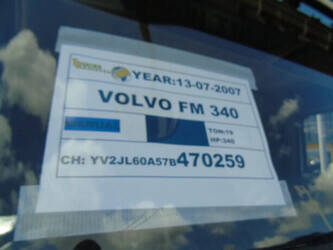 YEAR:13-07-2007
VOLVO FM 340
TON:19
HP:340
CH: YV2JL60A57B470259